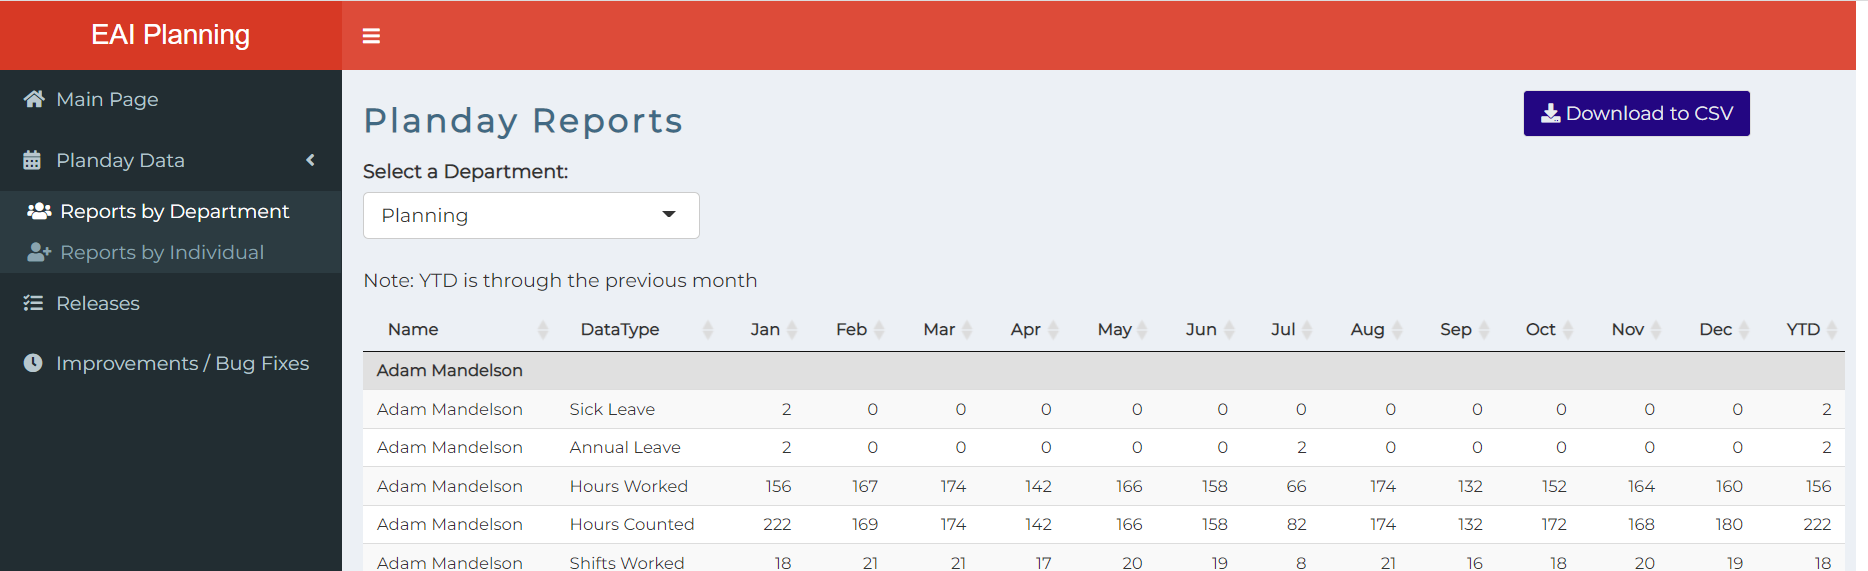 EAI Planning
Main Page
Planday Data
Reports by Department
Reports by Individual
Releases
Improvements / Bug Fixes
Planday Reports
Download to CSV
Select a Department:
Planning
Note: YTD is through the previous month
Name DataType Jan Feb Mar Apr May Jun Jul Aug Sep Oct Nov Dec YTD
Adam Mandelson
Adam Mandelson Sick Leave 2 0 0 0 0 0 0 0 0 0 0 0 2
Adam Mandelson Annual Leave 2 0 0 0 0 0 2 0 0 0 0 0 2
Adam Mandelson Hours Worked 156 167 174 142 166 158 66 174 132 152 164 160 156
Adam Mandelson Hours Counted 222 169 174 142 166 158 82 174 132 172 168 180 222
Adam Mandelson Shifts Worked 18 21 21 17 20 19 8 21 16 18 20 19 18